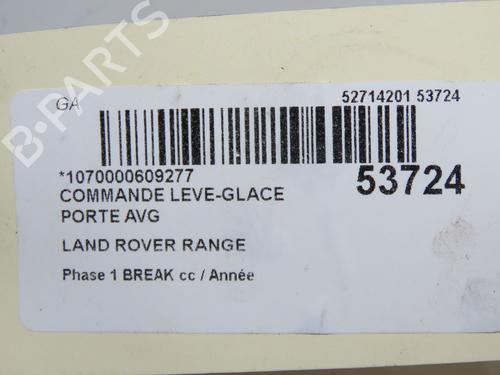 GA
52714201 53724
*1070000609277
53724
COMMANDE LEVE-GLACE
PORTE AVG
LAND ROVER RANGE
Phase 1 BREAK cc / Année
B-PARTS